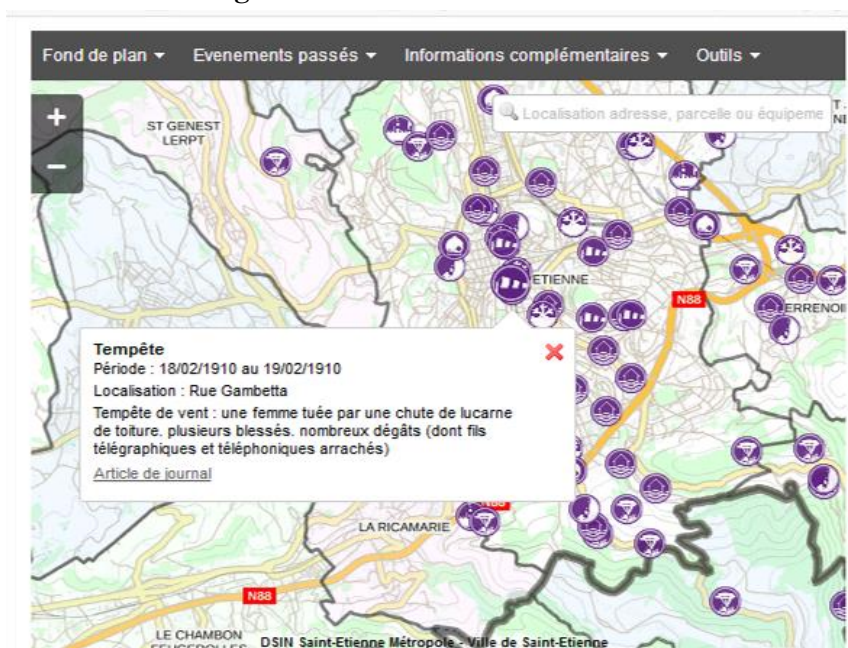 Fond de plan
Evenements passés
Informations complémentaires
Outils
+
Localisation adresse, parcelle ou équipeme
−
ST GENEST
LERPT
ETIENNE
N88
ERRENOI
Tempête
Période : 18/02/1910 au 19/02/1910
Localisation : Rue Gambetta
Tempête de vent : une femme tuée par une chute de lucarne
de toiture. plusieurs blessés. nombreux dégâts (dont fils
télégraphiques et téléphoniques arrachés)
Article de journal
N88
LA RICAMARIE
N88
LE CHAMBON
FEUGEROLLES
DSIN Saint-Etienne Métropole - Ville de Saint-Etienne